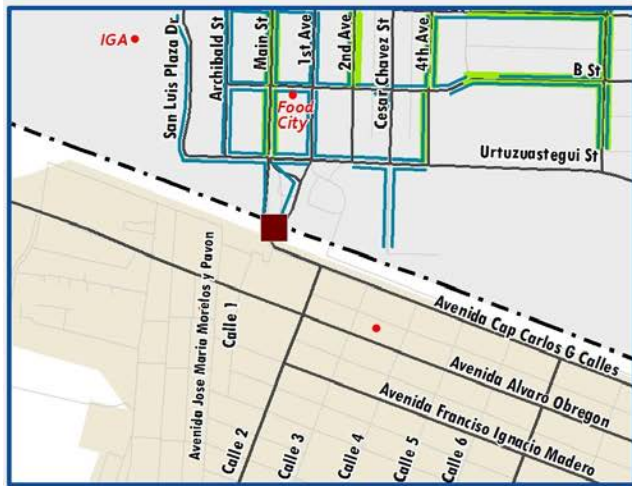 IGA
San Luis Plaza Dr.
Archibald St
Main St
1st Ave.
2nd Ave.
Cesar Chavez St
4th Ave.
B St
Food
City
Urtuzuastegui St
Avenida Jose Maria Morelos y Pavon
Calle 1
Avenida Cap Carlos G Calles
Avenida Alvaro Obregon
Avenida Franciso Ignacio Madero
Calle 2
Calle 3
Calle 4
Calle 5
Calle 6